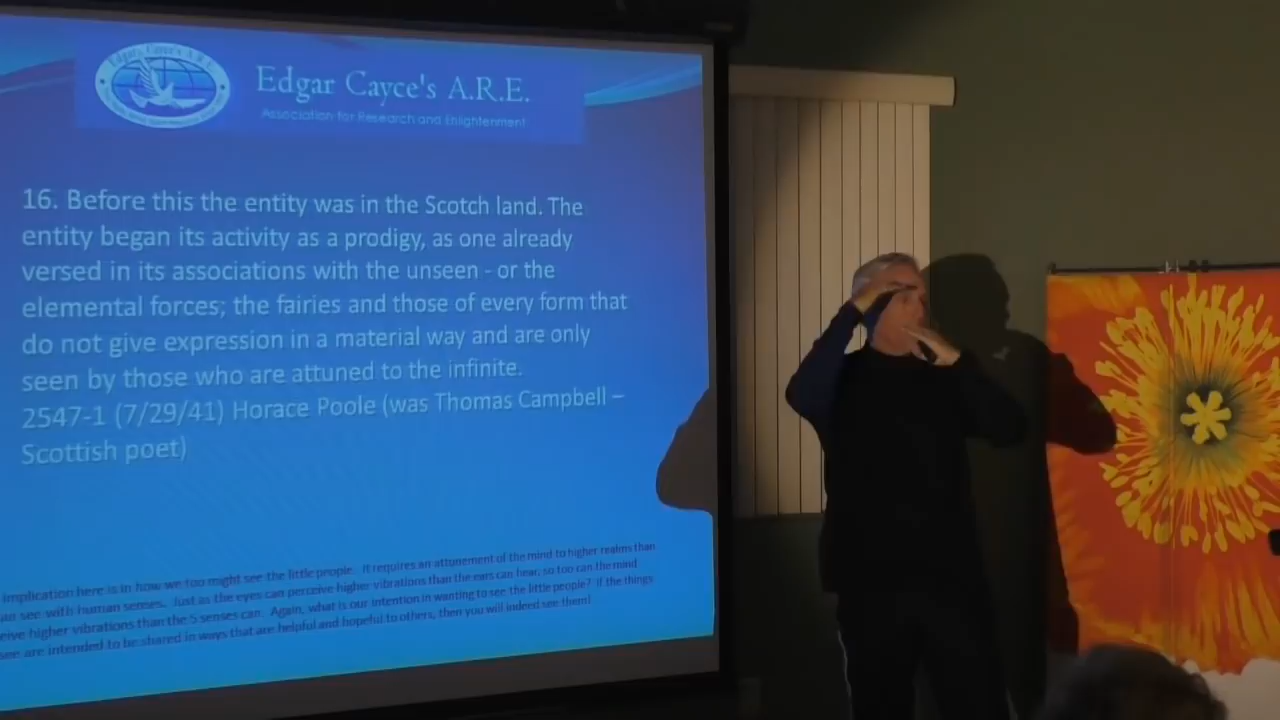 Edgar Cayce's A.R.E.
Edgar Cayce's A.R.E.
Association for Research and Enlightenment
16. Before this the entity was in the Scotch land. The
entity began its activity as a prodigy, as one already
versed in its associations with the unseen - or the
elemental forces; the fairies and those of every form that
do not give expression in a material way and are only
seen by those who are attuned to the infinite.
2547-1 (7/29/41) Horace Poole (was Thomas Campbell –
Scottish poet)
implication here is in how we too might see the little people. It requires an attunement of the mind to higher realms than
see with human senses. Just as the eyes can perceive higher vibrations than the ears can hear, so too can the mind
eive higher vibrations than the 5 senses can. Again, what is our intention in wanting to see the little people? If the things
see are intended to be shared in ways that are helpful and hopeful to others, then you will indeed see them!